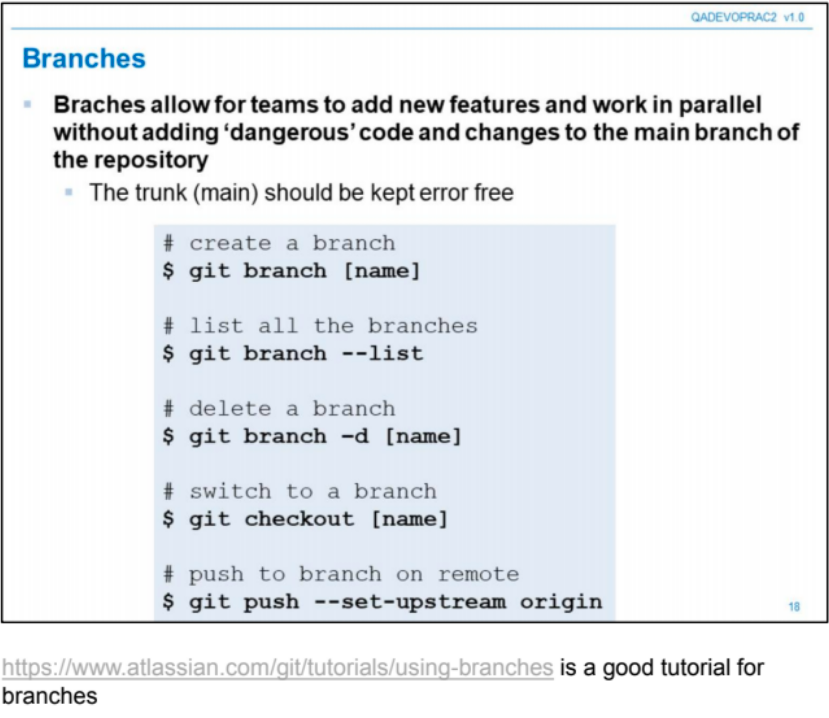 QADEVOPRAC2 v1.0
Branches
Braches allow for teams to add new features and work in parallel
without adding ‘dangerous’ code and changes to the main branch of
the repository
The trunk (main) should be kept error free
# create a branch
$ git branch [name]
# list all the branches
$ git branch --list
# delete a branch
$ git branch –d [name]
# switch to a branch
$ git checkout [name]
# push to branch on remote
$ git push --set-upstream origin
18
https://www.atlassian.com/git/tutorials/using-branches is a good tutorial for
branches